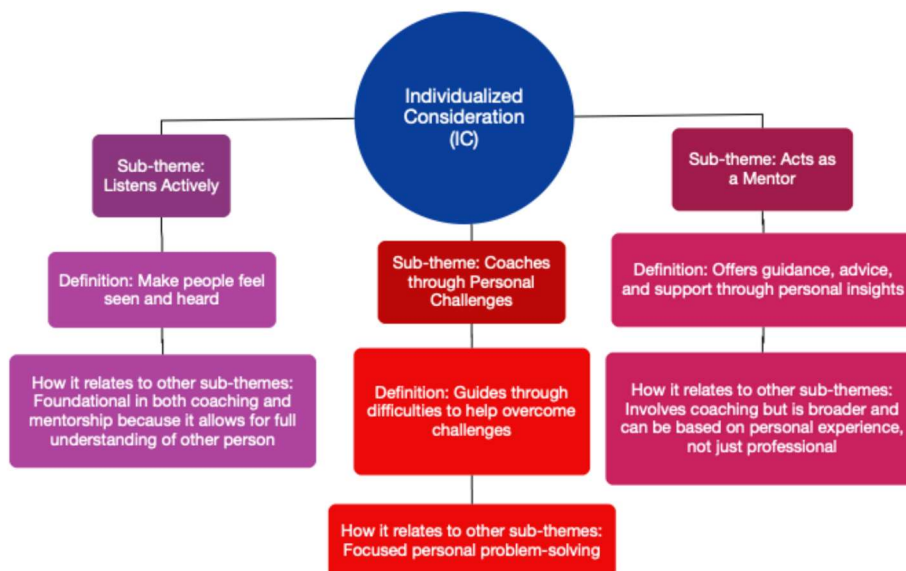 Individualized
Consideration
(IC)
Sub-theme:
Listens Actively
Definition: Make people feel
seen and heard
How it relates to other sub-themes:
Foundational in both coaching and
mentorship because it allows for full
understanding of other person
Sub-theme: Coaches
through Personal
Challenges
Definition: Guides through
difficulties to help overcome
challenges
How it relates to other sub-themes:
Focused personal problem-solving
Sub-theme: Acts as
a Mentor
Definition: Offers guidance, advice,
and support through personal insights
How it relates to other sub-themes:
Involves coaching but is broader and
can be based on personal experience,
not just professional